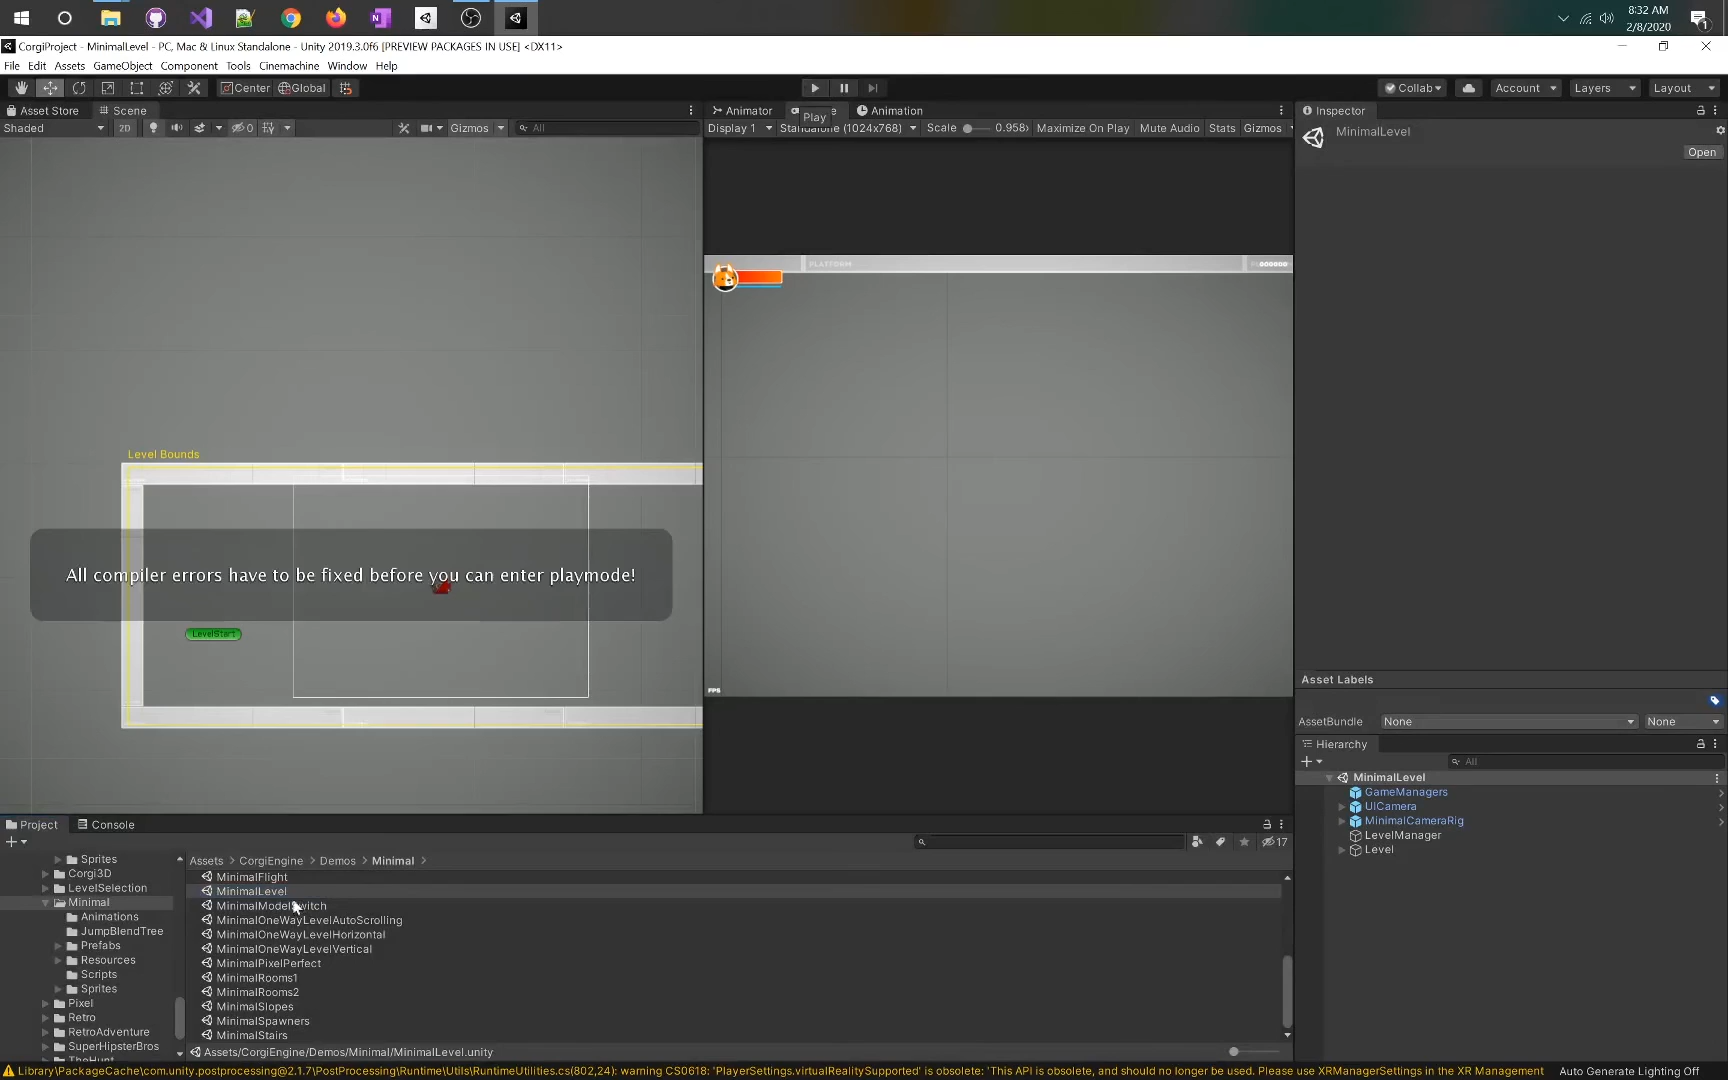 8:32 AM
2/8/2020
CorgiProject - MinimalLevel - PC, Mac & Linux Standalone - Unity 2019.3.0f6 [PREVIEW PACKAGES IN USE] <DX11>
File Edit Assets GameObject Component Tools Cinemachine Window Help
Center Global Collab Account Layers Layout
Asset Store Scene Animator Animation Inspector
Play
Shaded 2D 0 Gizmos All
Display 1 Standalone (1024x768) Scale 0.958 Maximize On Play Mute Audio Stats Gizmos
MinimalLevel
Open
PLATFORM
000000
Level Bounds
All compiler errors have to be fixed before you can enter playmode!
LevelStart
FPS
Asset Labels
AssetBundle None None
Hierarchy
All
MinimalLevel
GameManagers
UICamera
MinimalCameraRig
LevelManager
Level
Project Console
17
Sprites
Corgi3D
LevelSelection
Minimal
Animations
JumpBlendTree
Prefabs
Resources
Scripts
Sprites
Pixel
Retro
RetroAdventure
SuperHipsterBros
TheHunt
Assets > CorgiEngine > Demos > Minimal >
MinimalFlight
MinimalLevel
MinimalModelSwitch
MinimalOneWayLevelAutoScrolling
MinimalOneWayLevelHorizontal
MinimalOneWayLevelVertical
MinimalPixelPerfect
MinimalRooms1
MinimalRooms2
MinimalSlopes
MinimalSpawners
MinimalStairs
Assets/CorgiEngine/Demos/Minimal/MinimalLevel.unity
Library\PackageCache\com.unity.postprocessing@2.1.7\PostProcessing\Runtime\Utils\RuntimeUtilities.cs(802,24): warning CS0618: 'PlayerSettings.virtualRealitySupported' is obsolete: 'This API is obsolete, and should no longer be used. Please use XRManagerSettings in the XR Management
Auto Generate Lighting Off